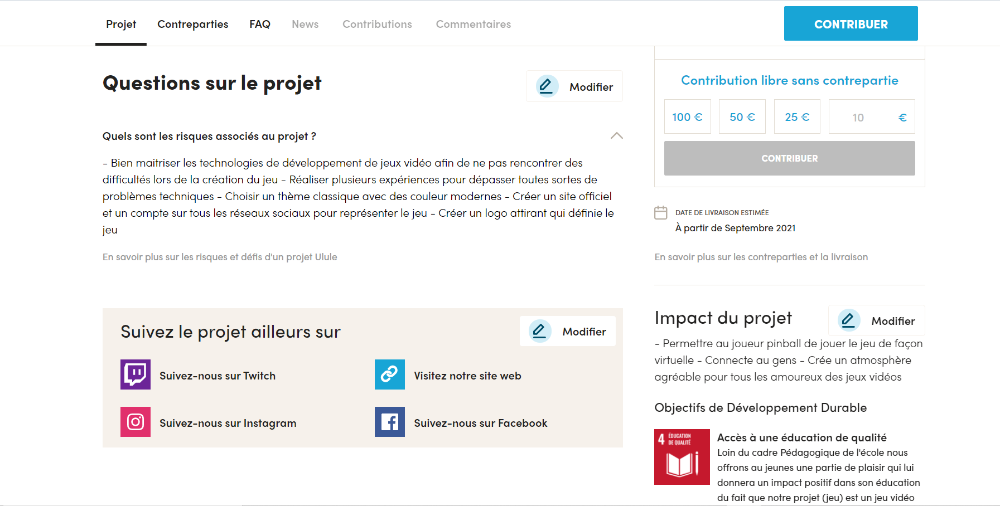 Projet
Contreparties
FAQ
News
Contributions
Commentaires
CONTRIBUER
Questions sur le projet
Modifier
Quels sont les risques associés au projet ?
- Bien maitriser les technologies de développement de jeux vidéo afin de ne pas rencontrer des
difficultés lors de la création du jeu - Réaliser plusieurs expériences pour dépasser toutes sortes de
problèmes techniques - Choisir un thème classique avec des couleur modernes - Créer un site officiel
et un compte sur tous les réseaux sociaux pour représenter le jeu - Créer un logo attirant qui définie le
jeu
En savoir plus sur les risques et défis d'un projet Ulule
Suivez le projet ailleurs sur
Modifier
Suivez-nous sur Twitch
Visitez notre site web
Suivez-nous sur Instagram
Suivez-nous sur Facebook
Contribution libre sans contrepartie
100 €
50 €
25 €
10 €
CONTRIBUER
DATE DE LIVRAISON ESTIMÉE
À partir de Septembre 2021
En savoir plus sur les contreparties et la livraison
Impact du projet
Modifier
- Permettre au joueur pinball de jouer le jeu de façon
virtuelle - Connecte au gens - Crée un atmosphère
agréable pour tous les amoureux des jeux vidéos
Objectifs de Développement Durable
4 ÉDUCATION
DE QUALITÉ
Accès à une éducation de qualité
Loin du cadre Pédagogique de l'école nous
offrons au jeunes une partie de plaisir qui lui
donnera un impact positif dans son éducation
du fait que notre projet (jeu) est un jeu vidéo